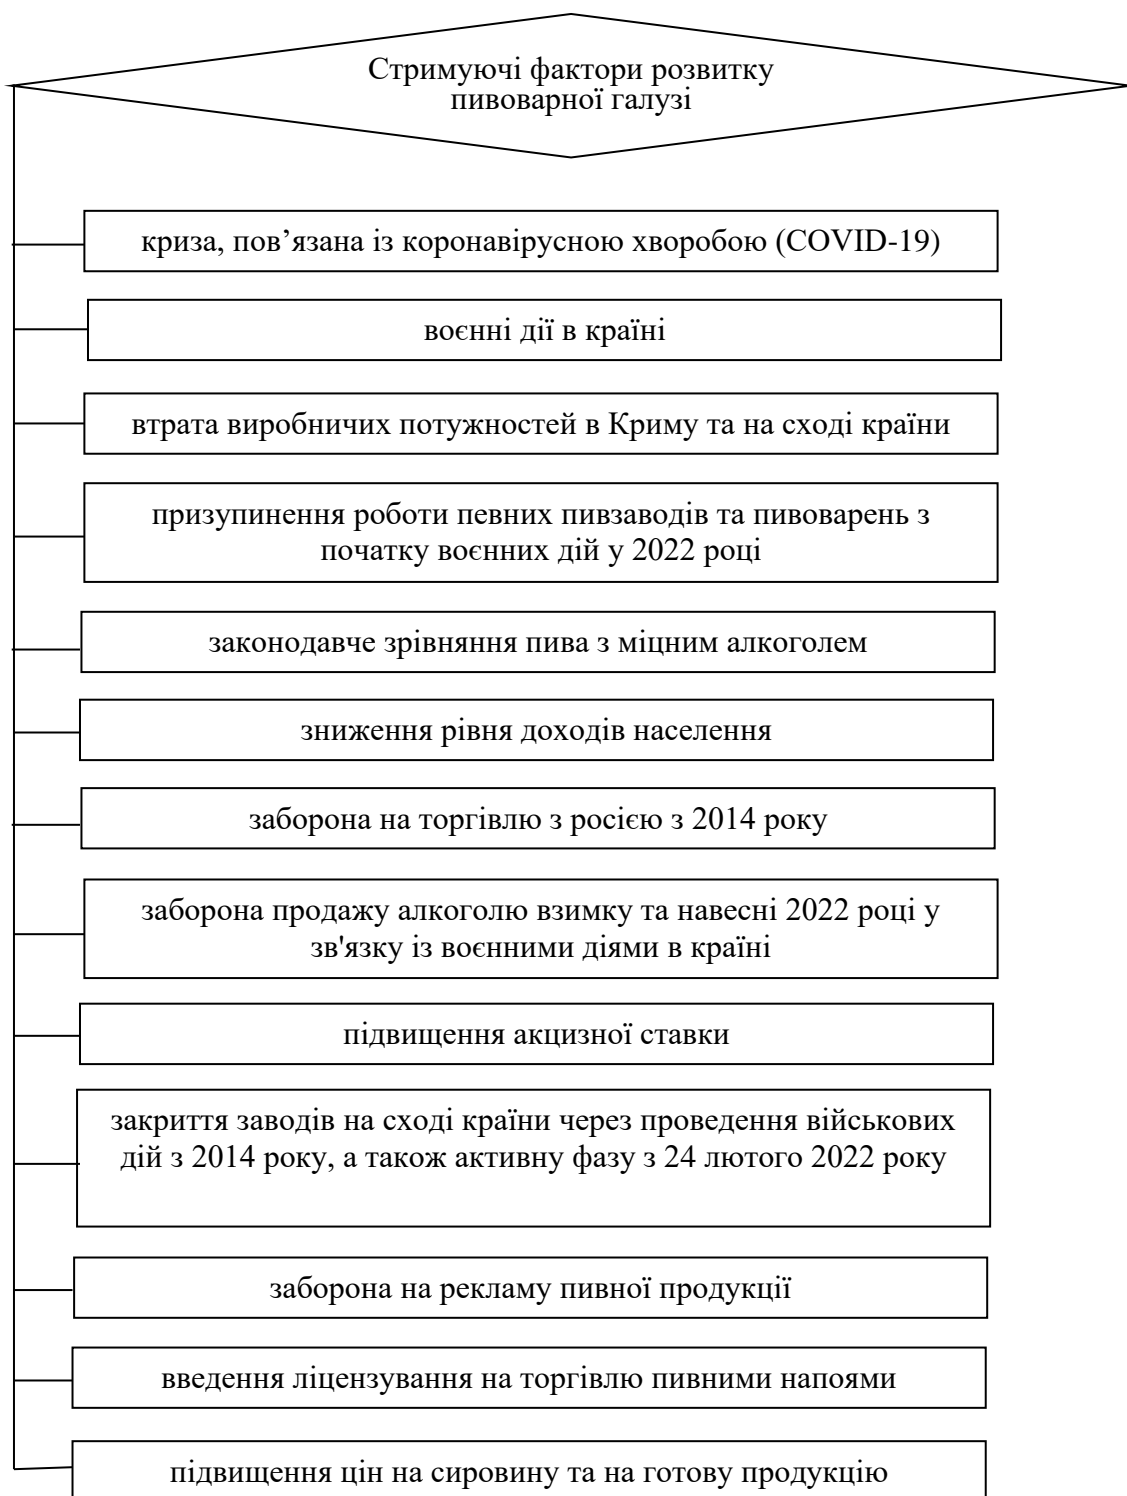 Стримуючі фактори розвитку
пивоварної галузі
криза, пов’язана із коронавірусною хворобою (COVID-19)
воєнні дії в країні
втрата виробничих потужностей в Криму та на сході країни
призупинення роботи певних пивзаводів та пивоварень з
початку воєнних дій у 2022 році
законодавче зрівняння пива з міцним алкоголем
зниження рівня доходів населення
заборона на торгівлю з росією з 2014 року
заборона продажу алкоголю взимку та навесні 2022 році у
зв'язку із воєнними діями в країні
підвищення акцизної ставки
закриття заводів на сході країни через проведення військових
дій з 2014 року, а також активну фазу з 24 лютого 2022 року
заборона на рекламу пивної продукції
введення ліцензування на торгівлю пивними напоями
підвищення цін на сировину та на готову продукцію